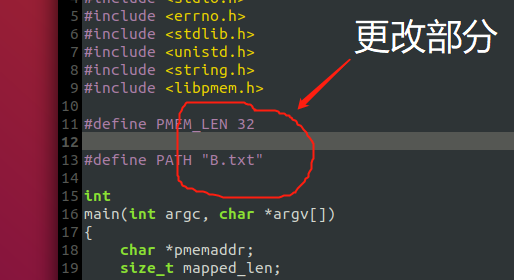 #include <stdio.h>
5 #include <errno.h>
6 #include <stdlib.h>
7 #include <unistd.h>
8 #include <string.h>
9 #include <libpmem.h>
更改部分
10
11 #define PMEM_LEN 32
12
13 #define PATH "B.txt"
14
15 int
16 main(int argc, char *argv[])
17 {
18 char *pmemaddr;
19 size_t mapped_len;